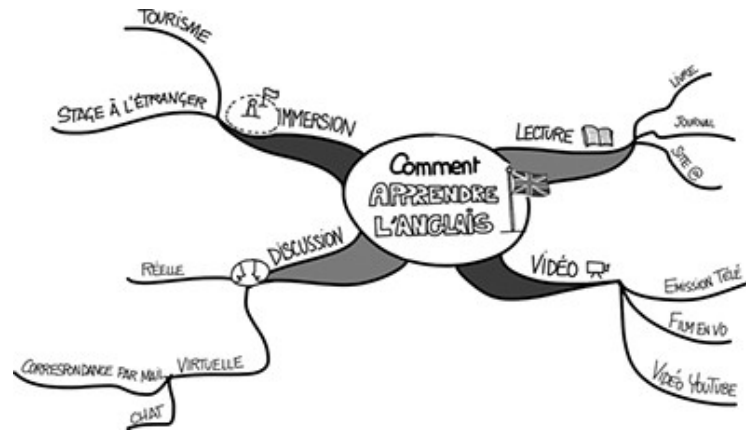 Comment
APPRENDRE
L'ANGLAIS
IMMERSION
TOURISME
STAGE À L'ÉTRANGER
LECTURE
LIVRE
JOURNAL
SITE @
VIDÉO
EMISSION TÉLÉ
FILM EN VO
VIDÉO YOUTUBE
DISCUSSION
RÉELLE
VIRTUELLE
CORRESPONDANCE PAR MAIL
CHAT